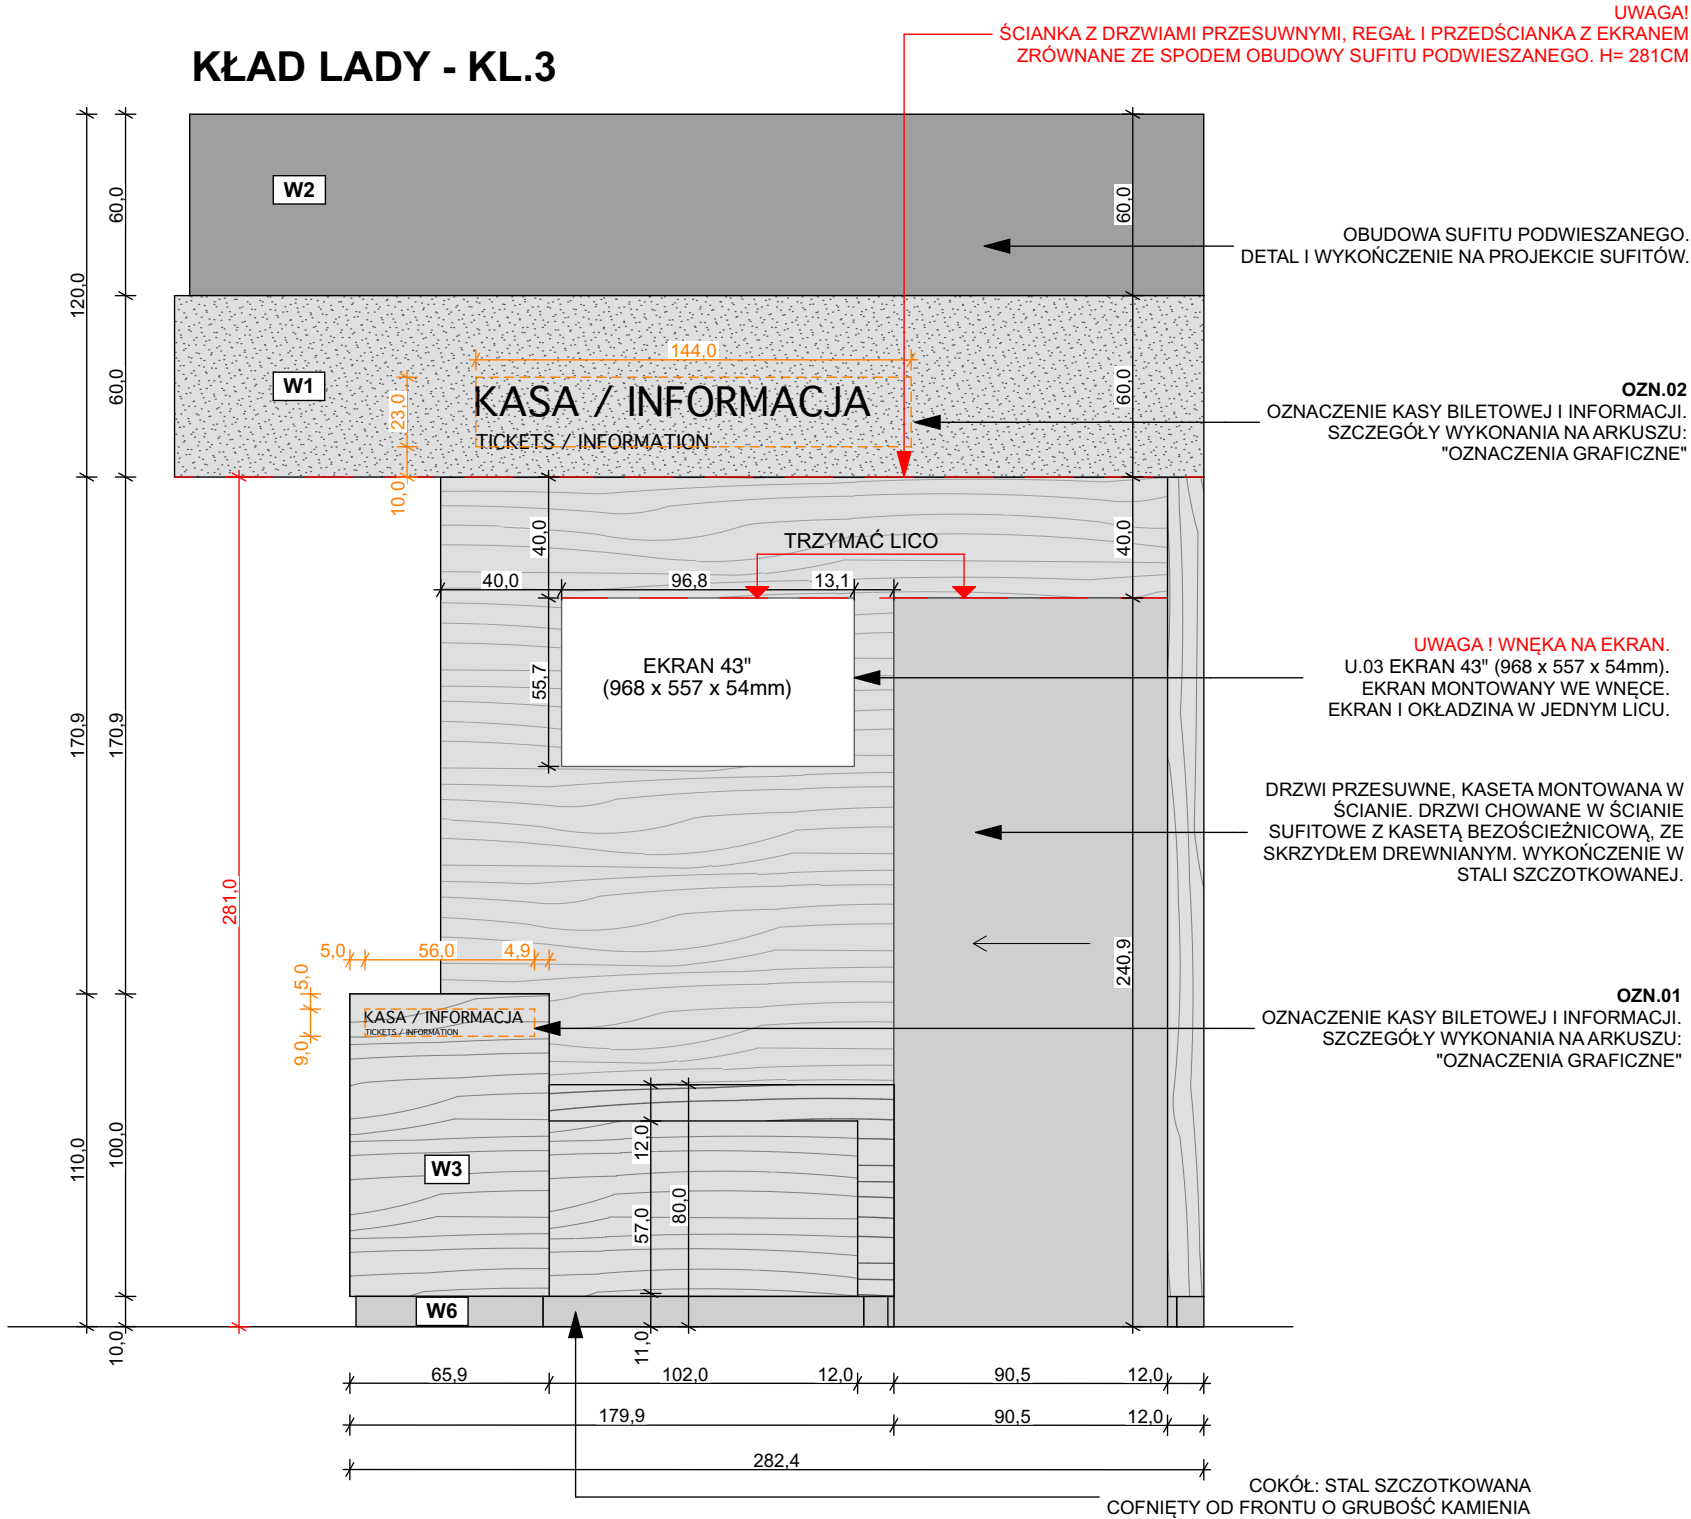 UWAGA!
ŚCIANKA Z DRZWIAMI PRZESUWNYMI, REGAŁ I PRZEDŚCIANKA Z EKRANEM
ZRÓWNANE ZE SPODEM OBUDOWY SUFITU PODWIESZANEGO. H= 281CM
KŁAD LADY - KL.3
W2
60,0
60,0
120,0
OBUDOWA SUFITU PODWIESZANEGO.
DETAL I WYKOŃCZENIE NA PROJEKCIE SUFITÓW.
144,0
W1
60,0
60,0
23,0
10,0
KASA / INFORMACJA
TICKETS / INFORMATION
OZN.02
OZNACZENIE KASY BILETOWEJ I INFORMACJI.
SZCZEGÓŁY WYKONANIA NA ARKUSZU:
"OZNACZENIA GRAFICZNE"
40,0
40,0
TRZYMAĆ LICO
40,0
96,8
13,1
55,7
EKRAN 43"
(968 x 557 x 54mm)
UWAGA ! WNĘKA NA EKRAN.
U.03 EKRAN 43" (968 x 557 x 54mm).
EKRAN MONTOWANY WE WNĘCE.
EKRAN I OKŁADZINA W JEDNYM LICU.
170,9
170,9
DRZWI PRZESUWNE, KASETA MONTOWANA W
ŚCIANIE. DRZWI CHOWANE W ŚCIANIE
SUFITOWE Z KASETĄ BEZOŚCIEŻNICOWĄ, ZE
SKRZYDŁEM DREWNIANYM. WYKOŃCZENIE W
STALI SZCZOTKOWANEJ.
281,0
240,9
5,0
56,0
4,9
5,0
9,0
KASA / INFORMACJA
TICKETS / INFORMATION
OZN.01
OZNACZENIE KASY BILETOWEJ I INFORMACJI.
SZCZEGÓŁY WYKONANIA NA ARKUSZU:
"OZNACZENIA GRAFICZNE"
110,0
100,0
12,0
57,0
80,0
W3
W6
10,0
11,0
65,9
102,0
12,0
90,5
12,0
179,9
90,5
12,0
282,4
COKÓŁ: STAL SZCZOTKOWANA
COFNIĘTY OD FRONTU O GRUBOŚĆ KAMIENIA